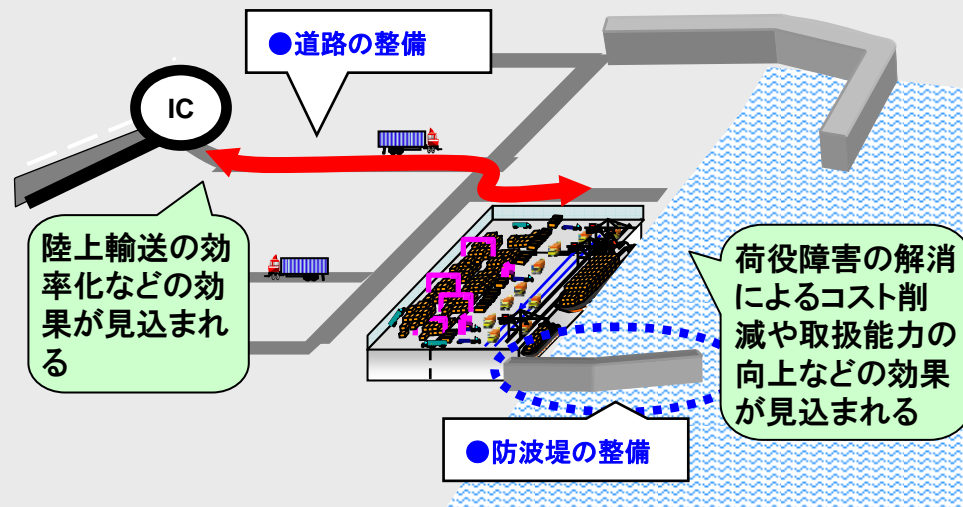 ●道路の整備
IC
陸上輸送の効
率化などの効
果が見込まれ
る
荷役障害の解消
によるコスト削
減や取扱能力の
向上などの効果
が見込まれる
●防波堤の整備